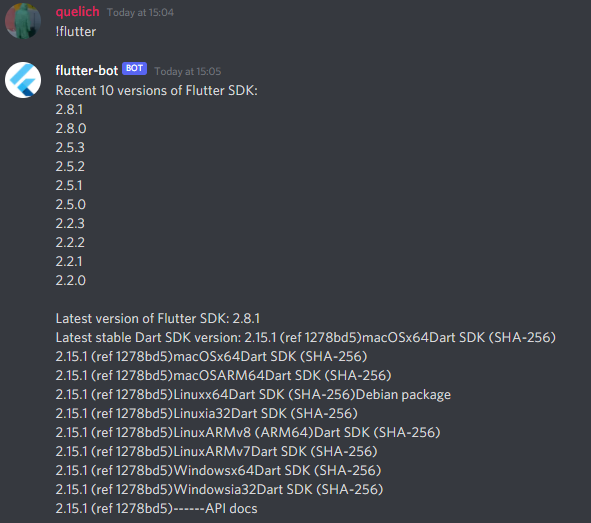 quelich Today at 15:04
!flutter
flutter-bot BOT Today at 15:05
Recent 10 versions of Flutter SDK:
2.8.1
2.8.0
2.5.3
2.5.2
2.5.1
2.5.0
2.2.3
2.2.2
2.2.1
2.2.0
Latest version of Flutter SDK: 2.8.1
Latest stable Dart SDK version: 2.15.1 (ref 1278bd5)macOSx64Dart SDK (SHA-256)
2.15.1 (ref 1278bd5)macOSx64Dart SDK (SHA-256)
2.15.1 (ref 1278bd5)macOSARM64Dart SDK (SHA-256)
2.15.1 (ref 1278bd5)Linuxx64Dart SDK (SHA-256)Debian package
2.15.1 (ref 1278bd5)Linuxia32Dart SDK (SHA-256)
2.15.1 (ref 1278bd5)LinuxARMv8 (ARM64)Dart SDK (SHA-256)
2.15.1 (ref 1278bd5)LinuxARMv7Dart SDK (SHA-256)
2.15.1 (ref 1278bd5)Windowsx64Dart SDK (SHA-256)
2.15.1 (ref 1278bd5)Windowsia32Dart SDK (SHA-256)
2.15.1 (ref 1278bd5)------API docs